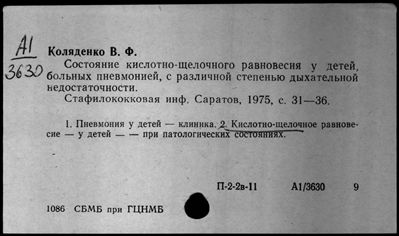 А1
3630
Коляденко В. Ф.
Состояние кислотно-щелочного равновесия у детей,
больных пневмонией, с различной степенью дыхательной
недостаточности.
Стафилококковая инф. Саратов, 1975, с. 31—36.
1. Пневмония у детей — клиника. 2. Кислотно-щелочное равнове-
сие — у детей — — при патологических состояниях.
П-2-2в-11 А1/3630 9
1086 СБМБ при ГЦНМБ